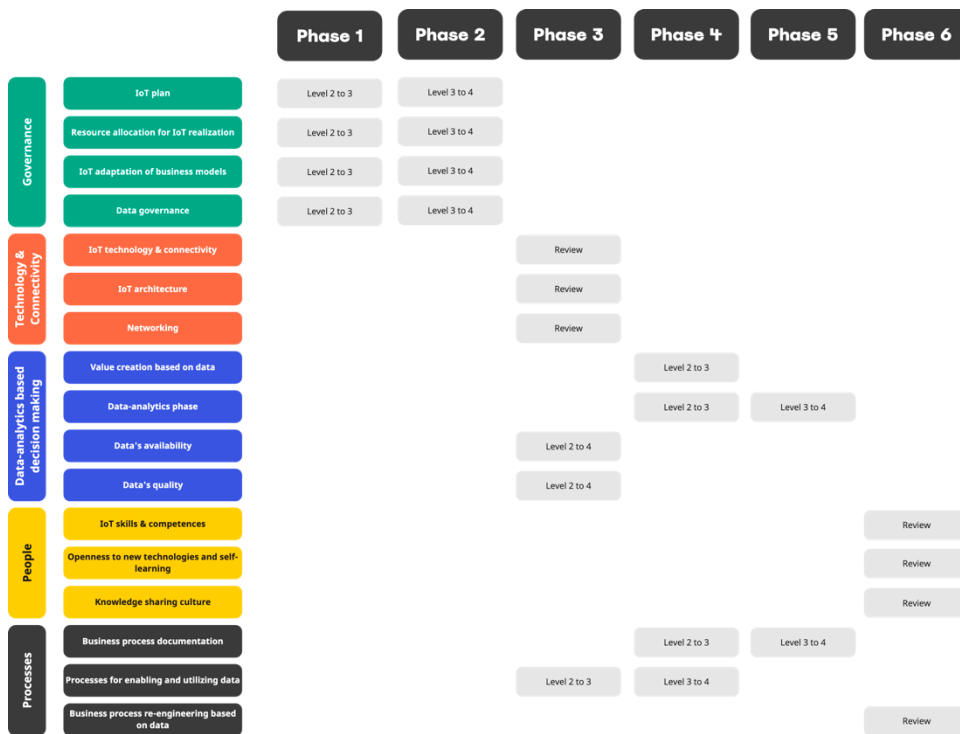 Phase 1 Phase 2 Phase 3 Phase 4 Phase 5 Phase 6
Governance
IoT plan Level 2 to 3 Level 3 to 4
Resource allocation for IoT realization Level 2 to 3 Level 3 to 4
IoT adaptation of business models Level 2 to 3 Level 3 to 4
Data governance Level 2 to 3 Level 3 to 4
Technology &
Connectivity
IoT technology & connectivity Review
IoT architecture Review
Networking Review
Data-analytics based
decision making
Value creation based on data Level 2 to 3
Data-analytics phase Level 2 to 3 Level 3 to 4
Data's availability Level 2 to 4
Data's quality Level 2 to 4
People
IoT skills & competences Review
Openness to new technologies and self-
learning Review
Knowledge sharing culture Review
Processes
Business process documentation Level 2 to 3 Level 3 to 4
Processes for enabling and utilizing data Level 2 to 3 Level 3 to 4
Business process re-engineering based
on data Review